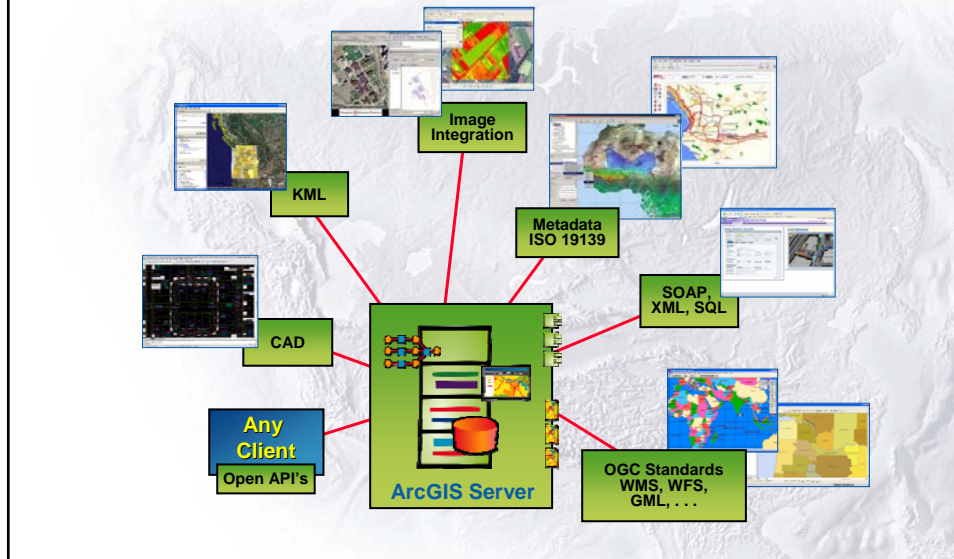 Image
Integration
KML
Metadata
ISO 19139
SOAP,
XML, SQL
CAD
Any
Client
Open API's
ArcGIS Server
OGC Standards
WMS, WFS,
GML, . . .